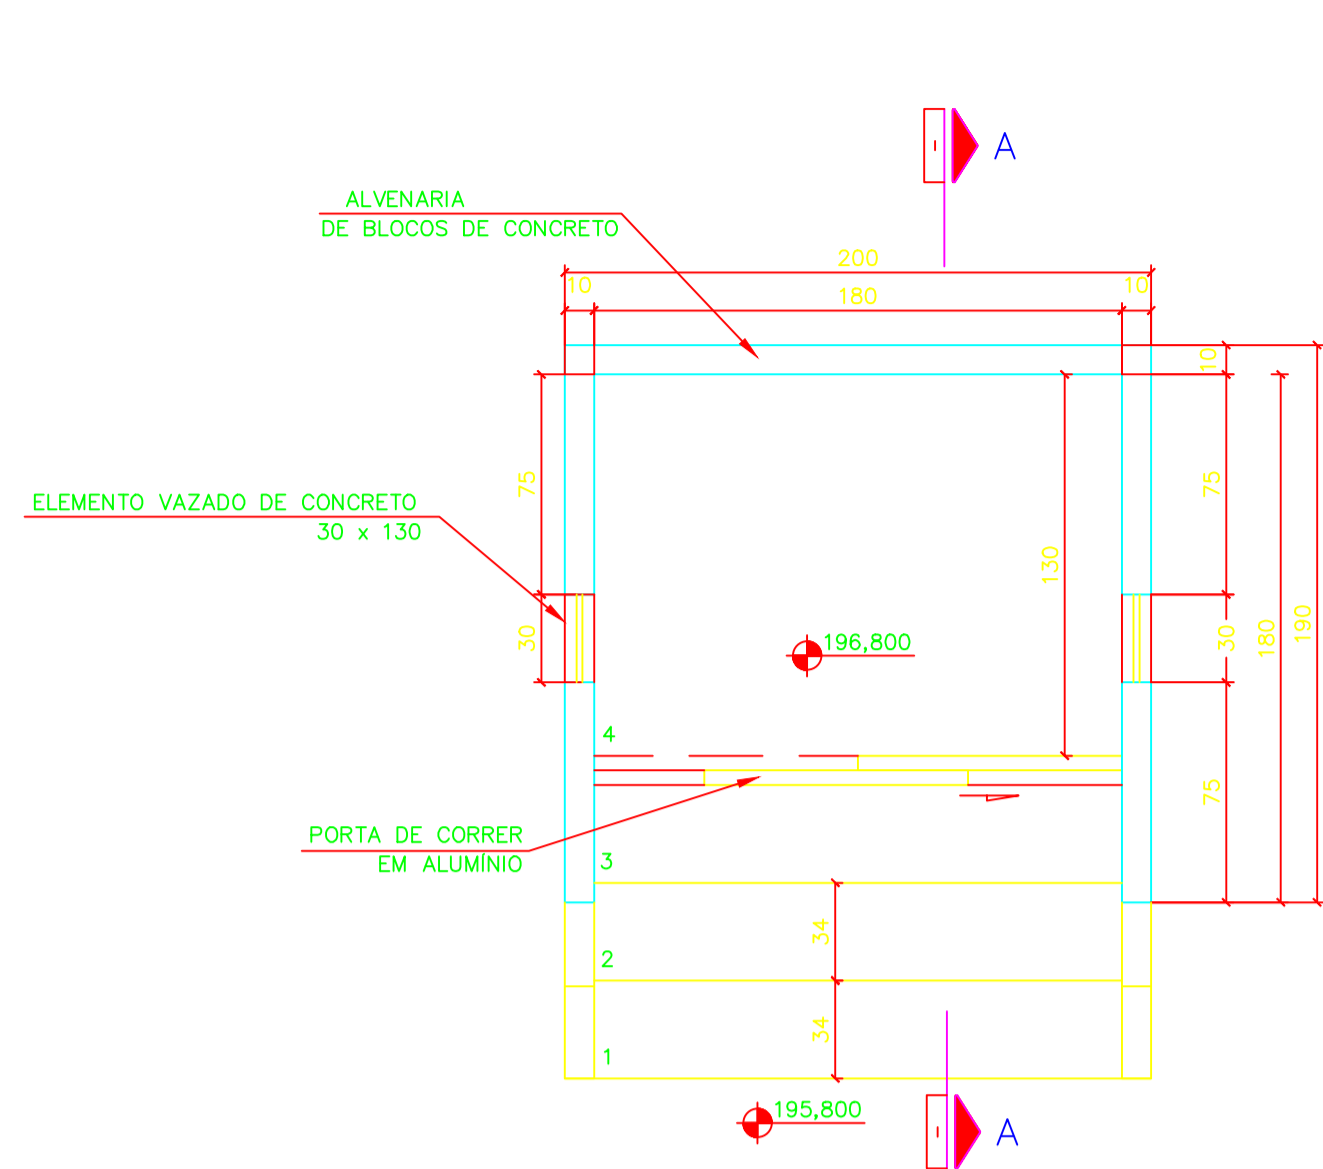 A
ALVENARIA
DE BLOCOS DE CONCRETO
200
10
180
10
10
75
75
ELEMENTO VAZADO DE CONCRETO
30 x 130
130
30
196,800
30
180
190
4
75
PORTA DE CORRER
EM ALUMÍNIO
3
34
2
34
1
195,800
A